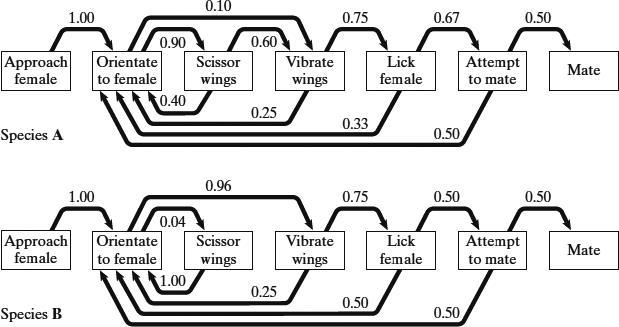 0.10
1.00 0.75 0.67 0.50
0.90 0.60
Approach female
Orientate to female
Scissor wings
Vibrate wings
Lick female
Attempt to mate
Mate
0.40
0.25
0.33
0.50
Species A
0.96
1.00 0.75 0.50 0.50
0.04
Approach female
Orientate to female
Scissor wings
Vibrate wings
Lick female
Attempt to mate
Mate
1.00
0.25
0.50
0.50
Species B